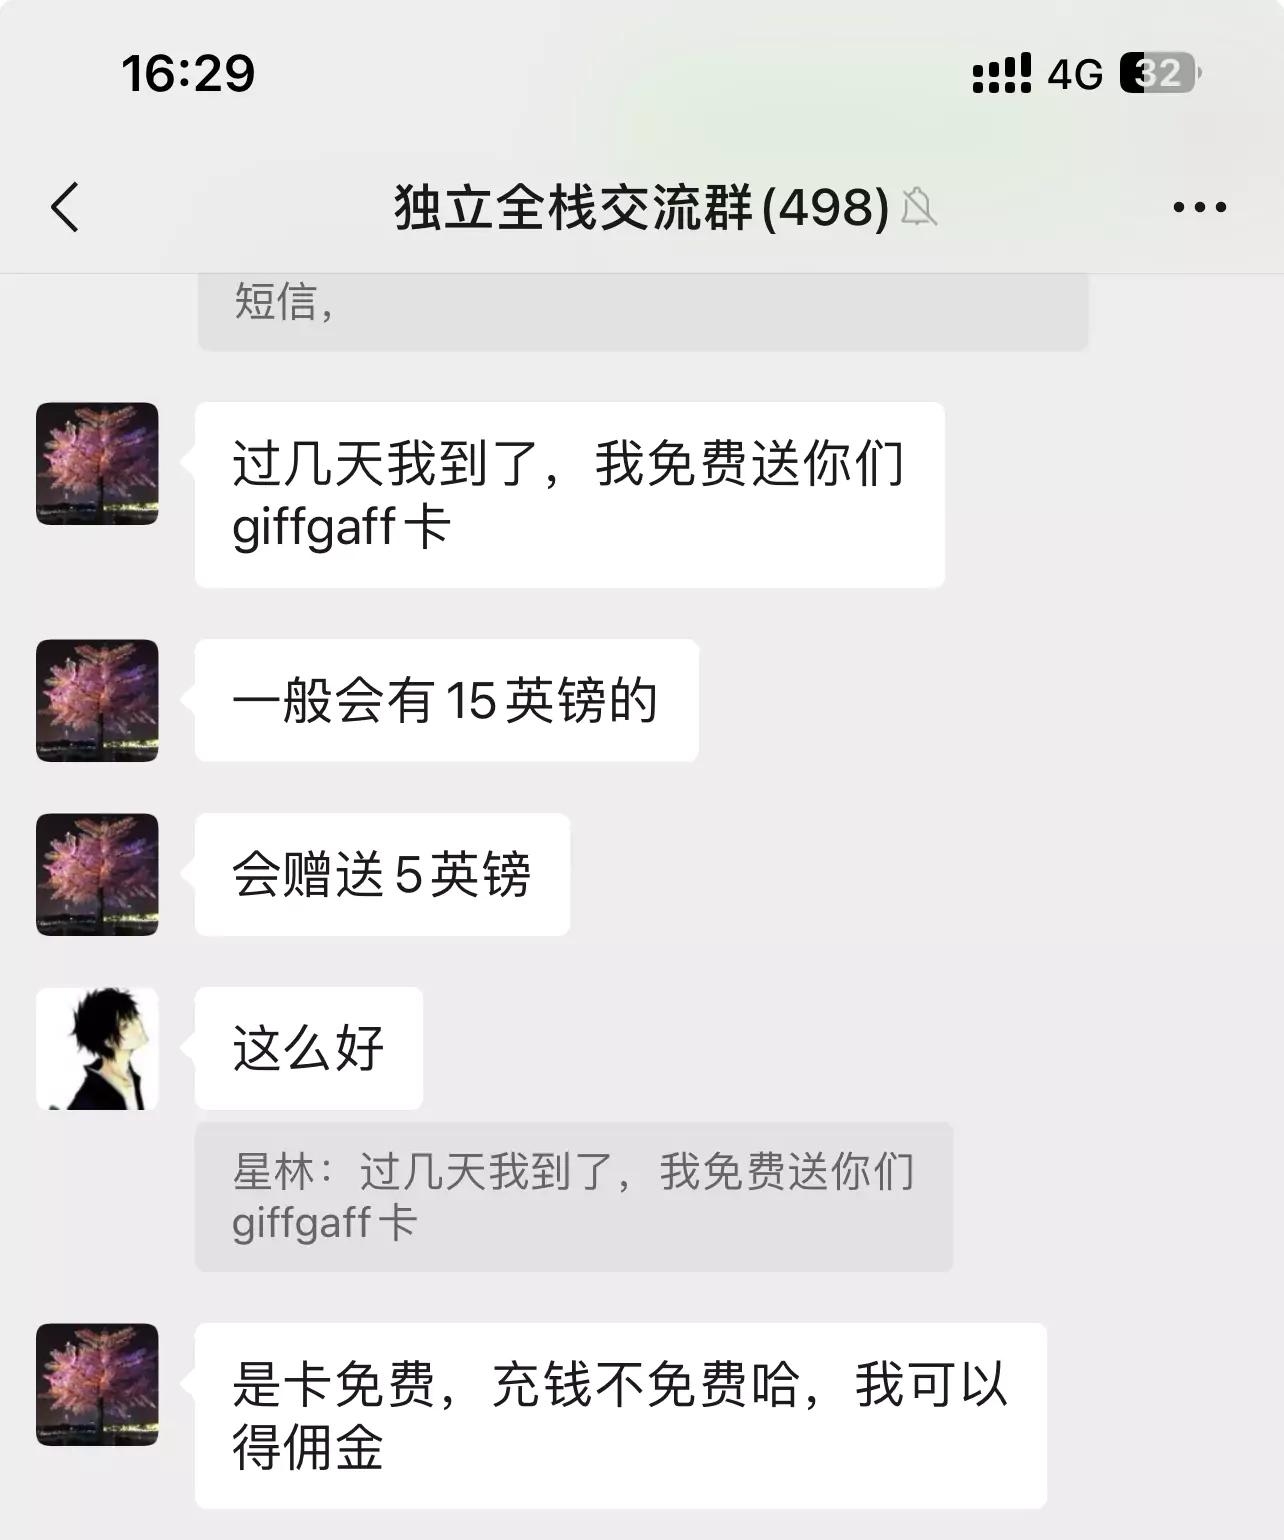 16:29
4G 32
独立全栈交流群(498)
短信，
过几天我到了，我免费送你们
giffgaff卡
一般会有15英镑的
会赠送5英镑
这么好
星林：过几天我到了，我免费送你们
giffgaff卡
是卡免费，充钱不免费哈，我可以
得佣金